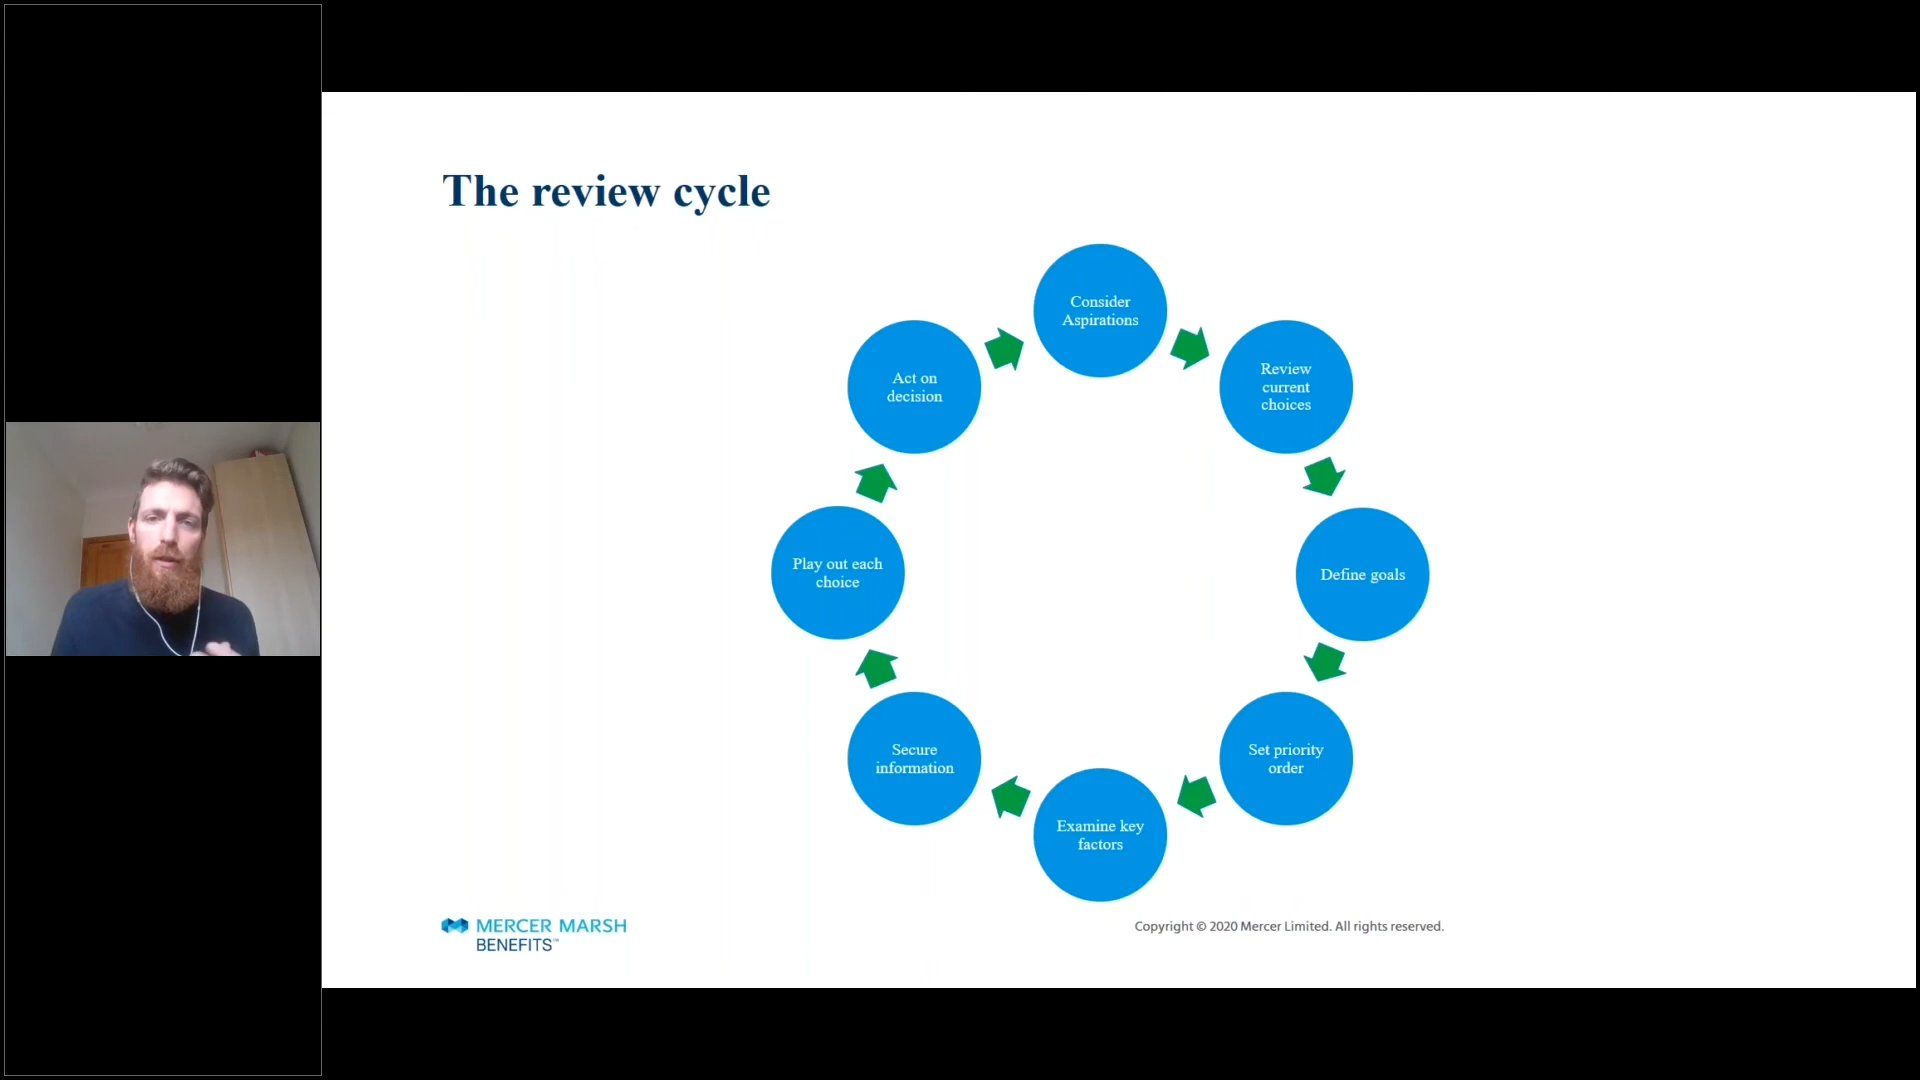 The review cycle
Consider
Aspirations
Review
current
choices
Define goals
Set priority
order
Examine key
factors
Secure
information
Play out each
choice
Act on
decision
MERCER MARSH
BENEFITS™
Copyright © 2020 Mercer Limited. All rights reserved.